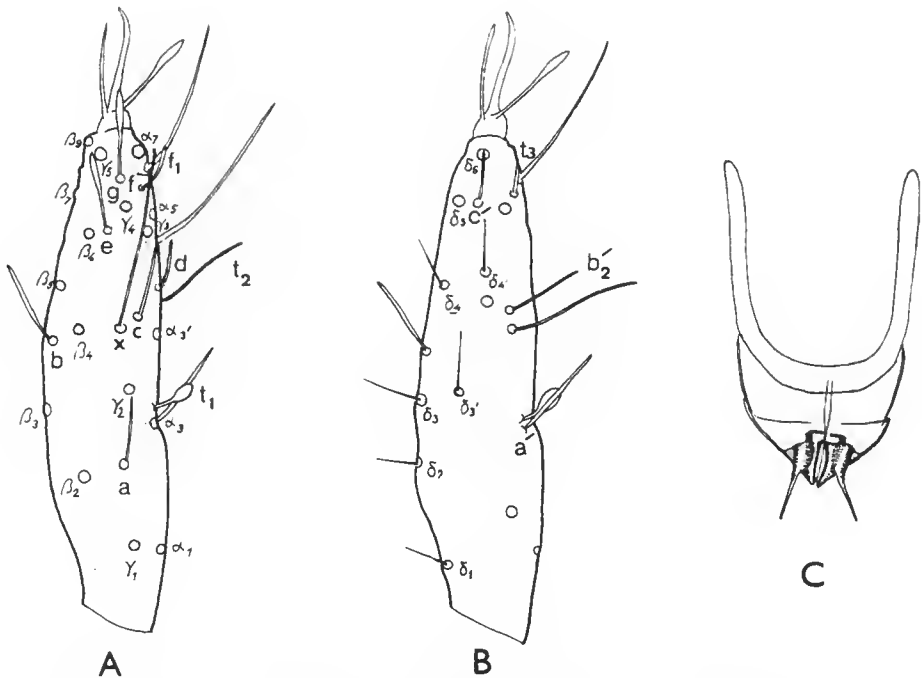 β₉
α₇
γ₅
f₁
f
g
β₇
α₅
γ₄
γ₃
e
β₆
d
t₂
β₅
x
c
α₃'
b
β₄
γ₂
t₁
β₃
α₃
β₂
a
γ₁
α₁
A
δ₆
t₃
δ₅
c'
δ₄'
b₂'
δ₄
δ₃'
δ₃
a'
δ₂
δ₁
B
C